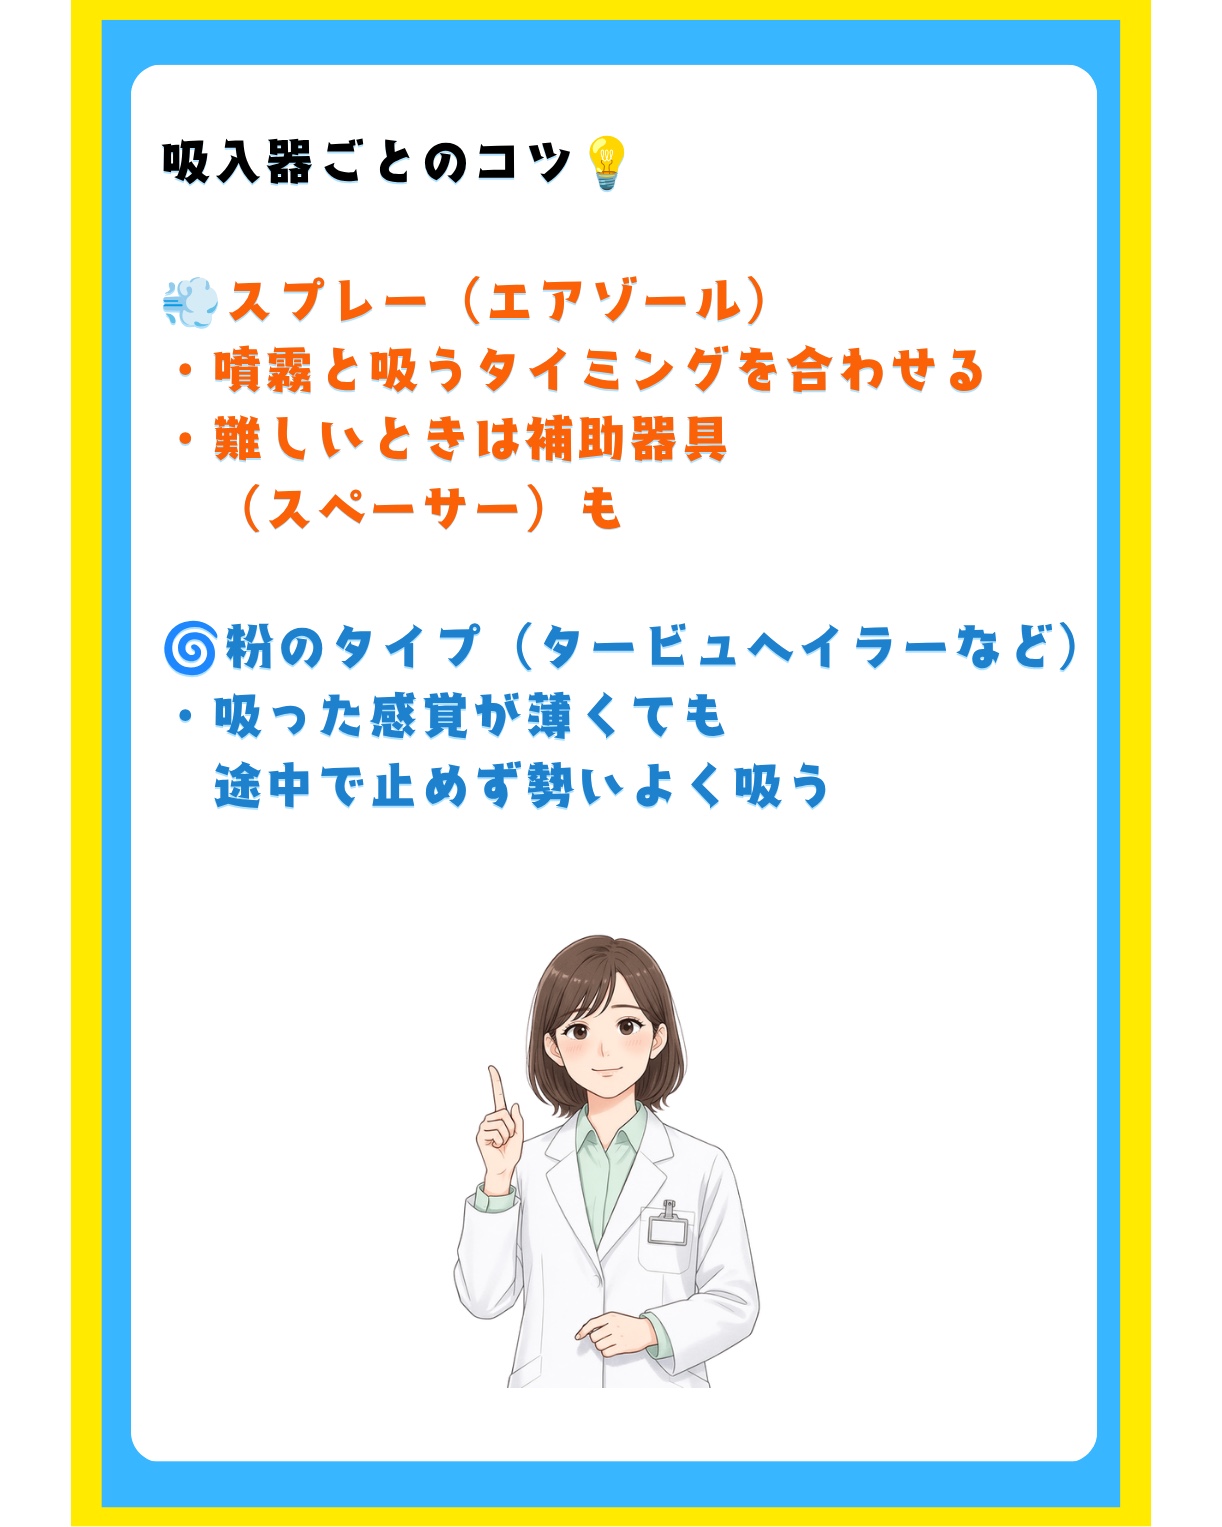 吸入器ごとのコツ💡
💨スプレー（エアゾール）
・噴霧と吸うタイミングを合わせる
・難しいときは補助器具
（スペーサー）も
🌀粉のタイプ（タービュヘイラーなど）
・吸った感覚が薄くても
途中で止めず勢いよく吸う